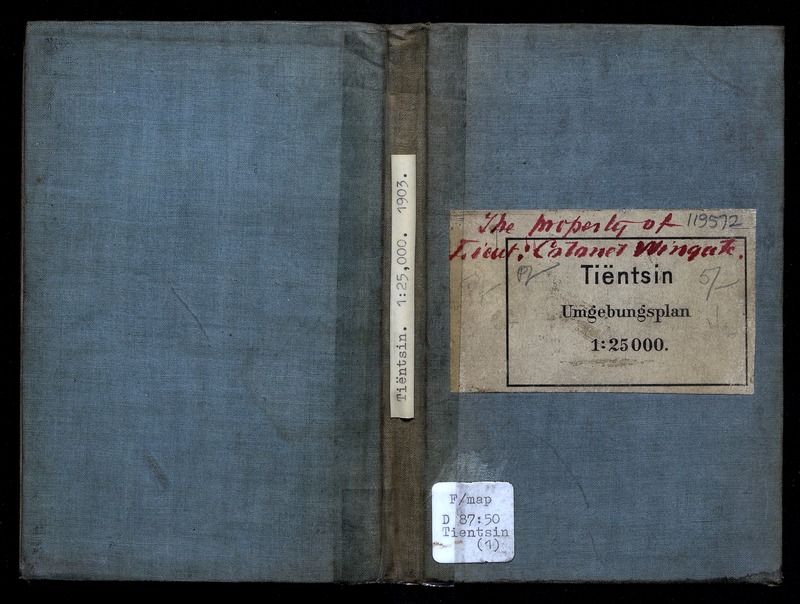 Tiëntsin. 1:25,000. 1903.
The property of 119572
Lieut: Colonel Wingate.
Tiëntsin
5/-
Umgebungsplan
1:25000.
F/map
D 87:50
Tientsin
(1)